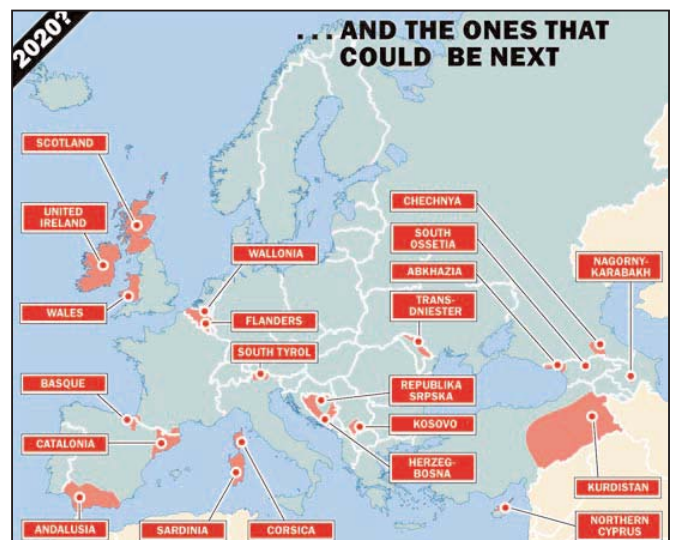 2020?
...AND THE ONES THAT
COULD BE NEXT
SCOTLAND
UNITED
IRELAND
WALES
WALLONIA
FLANDERS
SOUTH TYROL
BASQUE
CATALONIA
ANDALUSIA
SARDINIA
CORSICA
CHECHNYA
SOUTH
OSSETIA
ABKHAZIA
TRANS-
DNIESTER
NAGORNY-
KARABAKH
REPUBLIKA
SRPSKA
KOSOVO
HERZEG-
BOSNA
KURDISTAN
NORTHERN
CYPRUS